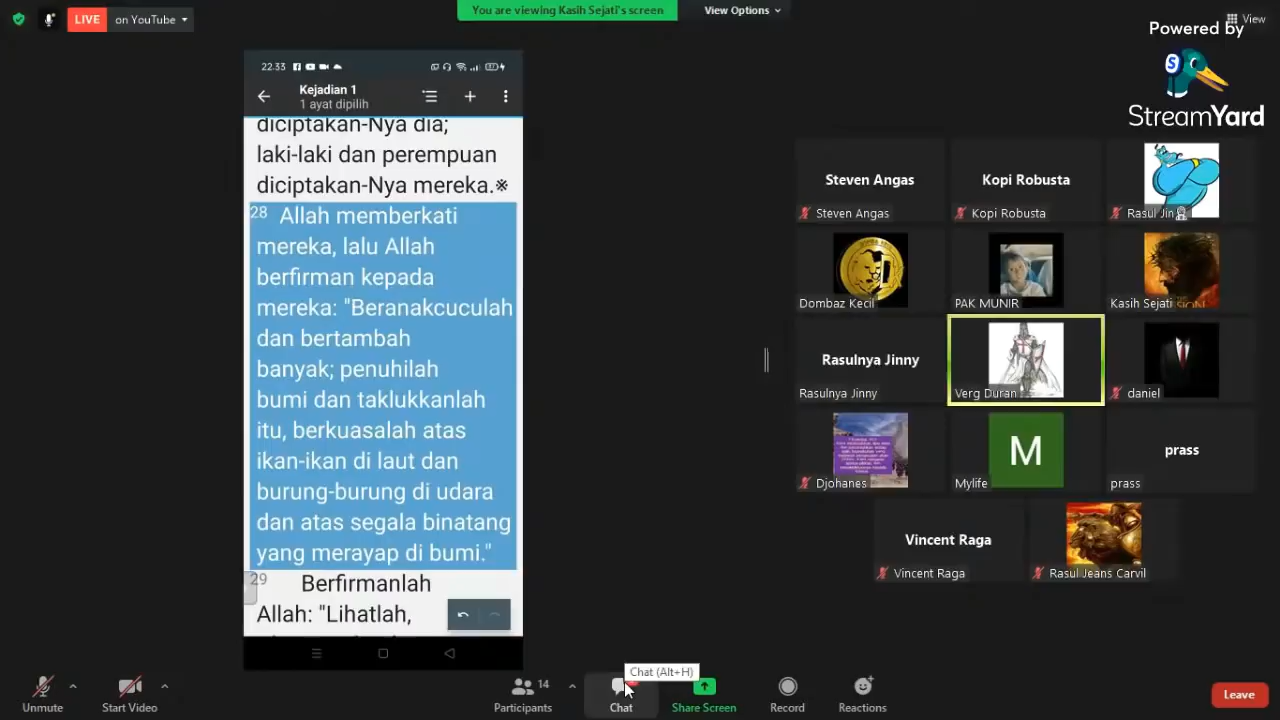 LIVE
on YouTube
You are viewing Kasih Sejati's screen
View Options
View
Powered by
StreamYard
22.33
Kejadian 1
1 ayat dipilih
diciptakan-Nya dia;
laki-laki dan perempuan
diciptakan-Nya mereka.※
28 Allah memberkati
mereka, lalu Allah
berfirman kepada
mereka: "Beranakcuculah
dan bertambah
banyak; penuhilah
bumi dan taklukkanlah
itu, berkuasalah atas
ikan-ikan di laut dan
burung-burung di udara
dan atas segala binatang
yang merayap di bumi."
29 Berfirmanlah
Allah: "Lihatlah,
Steven Angas
Steven Angas
Kopi Robusta
Kopi Robusta
Rasul Jin
Dombaz Kecil
PAK MUNIR
Kasih Sejati
Rasulnya Jinny
Rasulnya Jinny
Verg Duran
daniel
Djohanes
M
Mylife
prass
prass
Vincent Raga
Vincent Raga
Rasul Jeans Carvil
Chat (Alt+H)
Unmute
Start Video
14
Participants
Chat
Share Screen
Record
Reactions
Leave